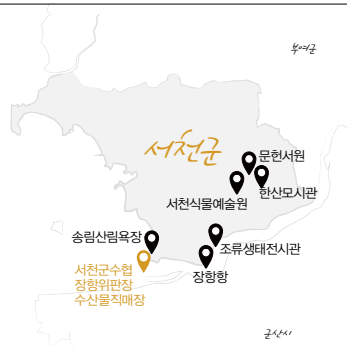 부여군
서천군
문헌서원
한산모시관
서천식물예술원
송림산림욕장
조류생태전시관
서천군수협
장항위판장
수산물직매장
장항항
군산시